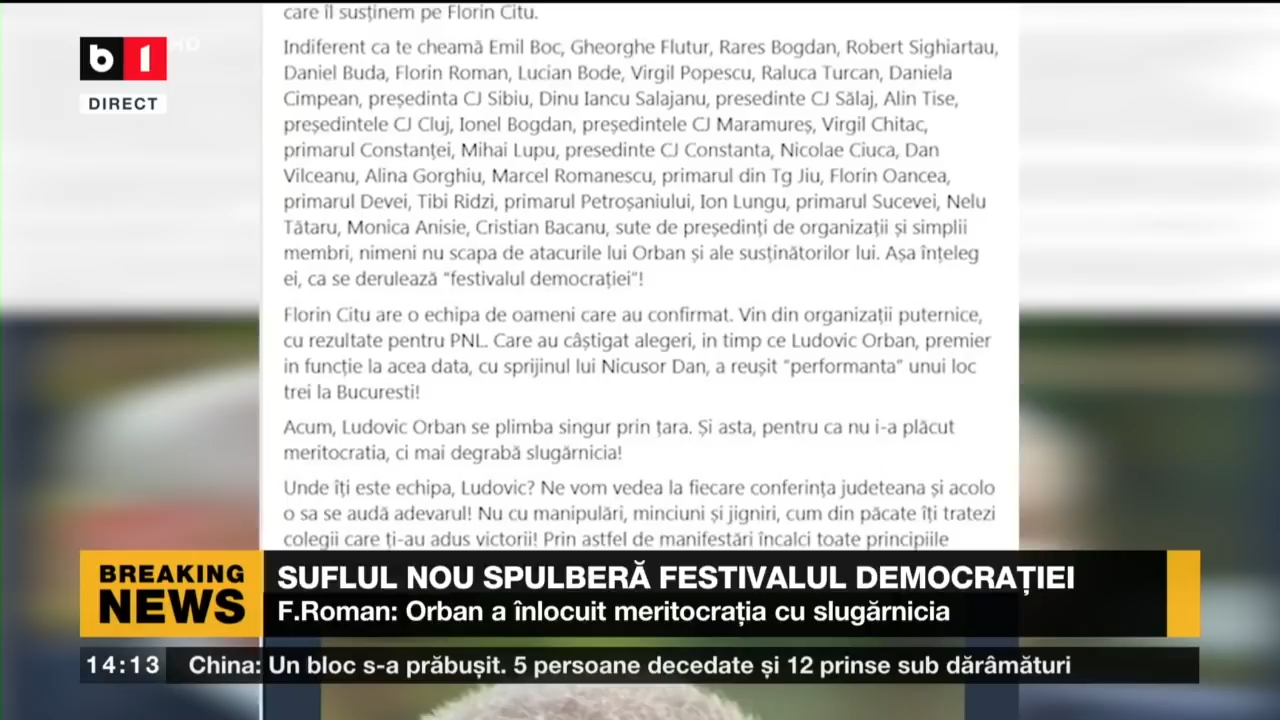 care îl susținem pe Florin Citu.
Indiferent ca te cheamă Emil Boc, Gheorghe Flutur, Rares Bogdan, Robert Sighiartau,
Daniel Buda, Florin Roman, Lucian Bode, Virgil Popescu, Raluca Turcan, Daniela
Cimpean, președinta CJ Sibiu, Dinu Iancu Salajanu, presedinte CJ Sălaj, Alin Tise,
președintele CJ Cluj, Ionel Bogdan, președintele CJ Maramureș, Virgil Chitac,
primarul Constanței, Mihai Lupu, presedinte CJ Constanta, Nicolae Ciuca, Dan
Vilceanu, Alina Gorghiu, Marcel Romanescu, primarul din Tg Jiu, Florin Oancea,
primarul Devei, Tibi Ridzi, primarul Petroșaniului, Ion Lungu, primarul Sucevei, Nelu
Tătaru, Monica Anisie, Cristian Bacanu, sute de președinți de organizații și simplii
membri, nimeni nu scapa de atacurile lui Orban și ale susținătorilor lui. Așa înțeleg
ei, ca se derulează "festivalul democrației"!
Florin Citu are o echipa de oameni care au confirmat. Vin din organizații puternice,
cu rezultate pentru PNL. Care au câștigat alegeri, in timp ce Ludovic Orban, premier
in funcție la acea data, cu sprijinul lui Nicusor Dan, a reușit "performanta" unui loc
trei la Bucuresti!
Acum, Ludovic Orban se plimba singur prin țara. Și asta, pentru ca nu i-a plăcut
meritocratia, ci mai degrabă slugărnicia!
Unde îți este echipa, Ludovic? Ne vom vedea la fiecare conferința judeteana și acolo
o sa se audă adevarul! Nu cu manipulări, minciuni și jigniri, cum din păcate îți tratezi
colegii care ți-au adus victorii! Prin astfel de manifestări încalci toate principiile
b1 HD
DIRECT
BREAKING
NEWS
SUFLUL NOU SPULBERĂ FESTIVALUL DEMOCRAȚIEI
F.Roman: Orban a înlocuit meritocrația cu slugărnicia
14:13 China: Un bloc s-a prăbușit. 5 persoane decedate și 12 prinse sub dărâmături